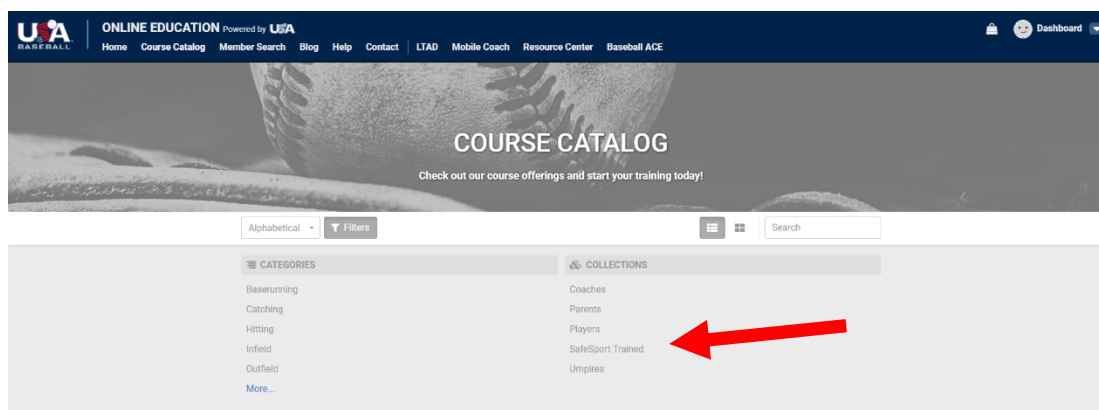 USA
BASEBALL
ONLINE EDUCATION Powered by USA
Home Course Catalog Member Search Blog Help Contact LTAD Mobile Coach Resource Center Baseball ACE
Dashboard
COURSE CATALOG
Check out our course offerings and start your training today!
Alphabetical Filters Search
CATEGORIES
Baserunning
Catching
Hitting
Infield
Outfield
More...
COLLECTIONS
Coaches
Parents
Players
SafeSport Trained
Umpires